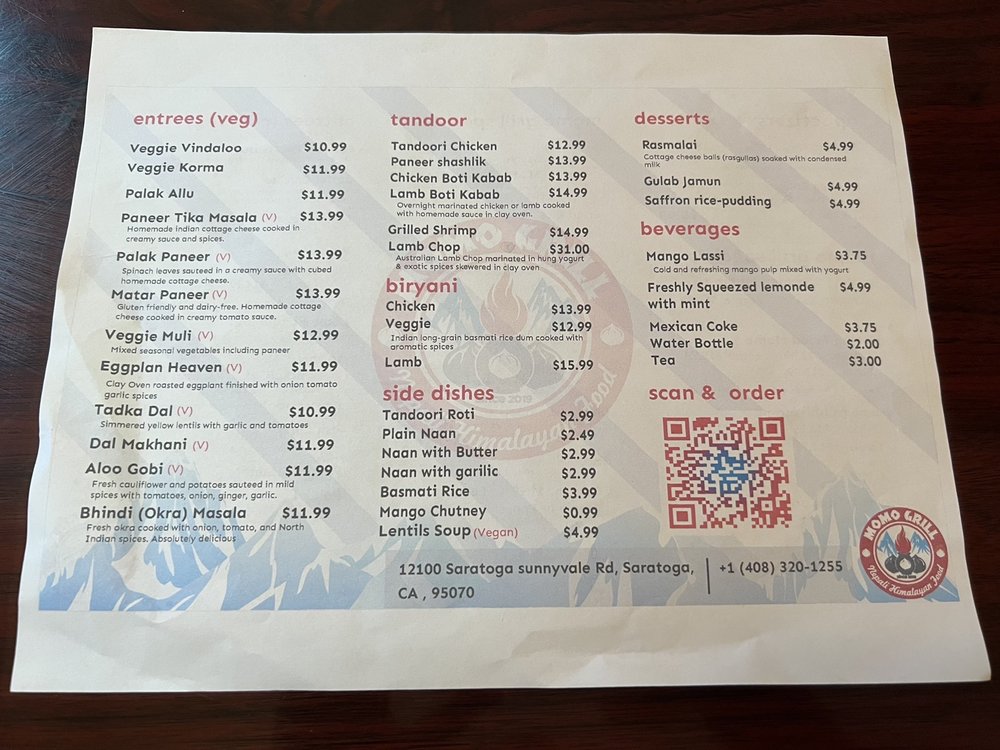 entrees (veg)
Veggie Vindaloo $10.99
Veggie Korma $11.99
Palak Allu $11.99
Paneer Tika Masala (V) $13.99
Homemade indian cottage cheese cooked in
creamy sauce and spices.
Palak Paneer (V) $13.99
Spinach leaves sauteed in a creamy sauce with cubed
homemade cottage cheese.
Matar Paneer (V) $13.99
Gluten friendly and dairy-free. Homemade cottage
cheese cooked in creamy tomato sauce.
Veggie Muli (V) $12.99
Mixed seasonal vegetables including paneer
Eggplan Heaven (V) $11.99
Clay Oven roasted eggplant finished with onion tomato
garlic spices
Tadka Dal (V) $10.99
Simmered yellow lentils with garlic and tomatoes
Dal Makhani (V) $11.99
Aloo Gobi (V) $11.99
Fresh cauliflower and potatoes sauteed in mild
spices with tomatoes, onion, ginger, garlic.
Bhindi (Okra) Masala $11.99
Fresh okra cooked with onion, tomato, and North
Indian spices. Absolutely delicious
tandoor
Tandoori Chicken $12.99
Paneer shashlik $13.99
Chicken Boti Kabab $13.99
Lamb Boti Kabab $14.99
Overnight marinated chicken or lamb cooked
with homemade sauce in clay oven.
Grilled Shrimp $14.99
Lamb Chop $31.00
Australian Lamb Chop marinated in hung yogurt
& exotic spices skewered in clay oven
biryani
Chicken $13.99
Veggie $12.99
Indian long-grain basmati rice dum cooked with
aromatic spices
Lamb $15.99
side dishes
Tandoori Roti $2.99
Plain Naan $2.49
Naan with Butter $2.99
Naan with garilic $2.99
Basmati Rice $3.99
Mango Chutney $0.99
Lentils Soup (Vegan) $4.99
desserts
Rasmalai $4.99
Cottage cheese balls (rasgullas) soaked with condensed
milk
Gulab Jamun $4.99
Saffron rice-pudding $4.99
beverages
Mango Lassi $3.75
Cold and refreshing mango pulp mixed with yogurt
Freshly Squeezed lemonde $4.99
with mint
Mexican Coke $3.75
Water Bottle $2.00
Tea $3.00
scan & order
12100 Saratoga sunnyvale Rd, Saratoga,
CA , 95070
+1 (408) 320-1255
MOMO GRILL
Nepali Himalayan Food